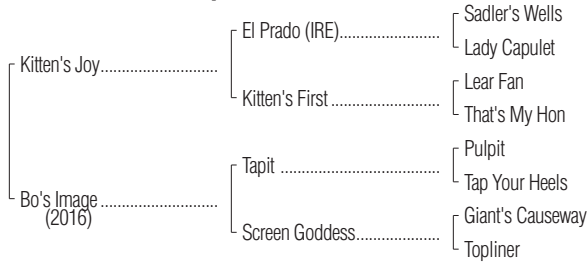 Sadler's Wells
El Prado (IRE)....................
Lady Capulet
Kitten's Joy........................
Lear Fan
Kitten's First ......................
That's My Hon
Pulpit
Tapit ................................
Tap Your Heels
Bo's Image ........................
(2016)
Giant's Causeway
Screen Goddess.................
Topliner